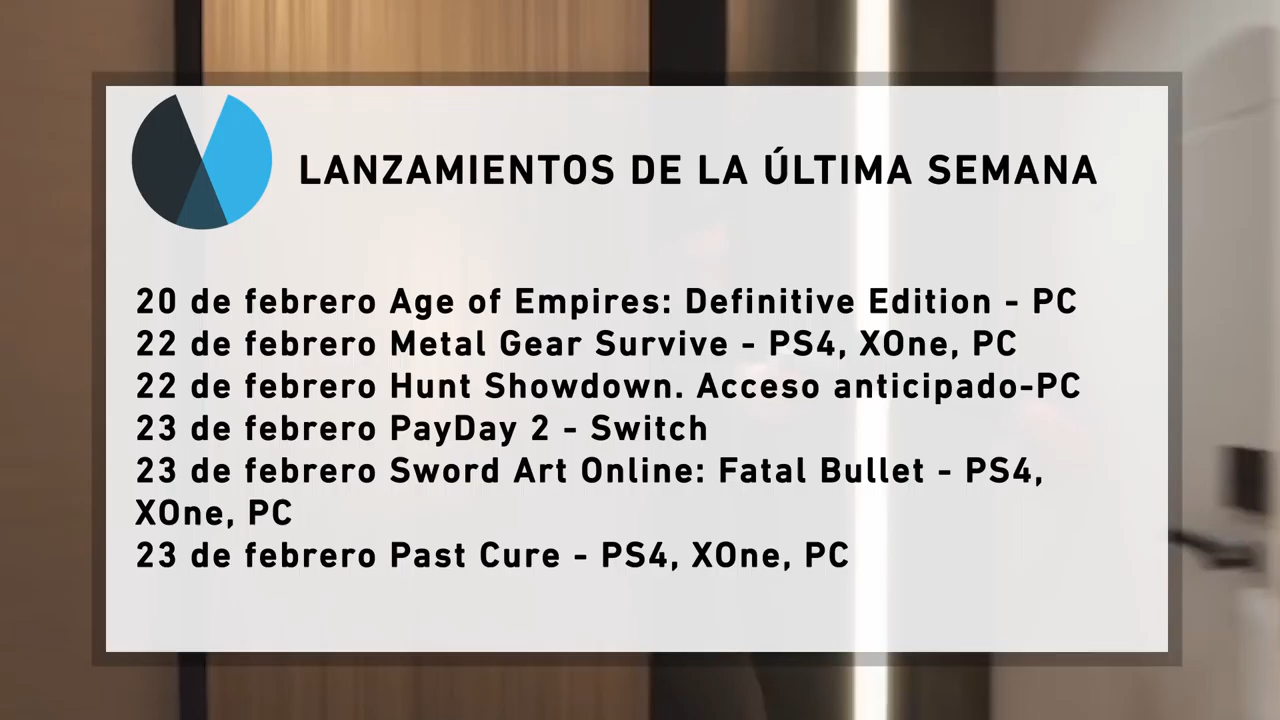 LANZAMIENTOS DE LA ÚLTIMA SEMANA
20 de febrero Age of Empires: Definitive Edition - PC
22 de febrero Metal Gear Survive - PS4, XOne, PC
22 de febrero Hunt Showdown. Acceso anticipado-PC
23 de febrero PayDay 2 - Switch
23 de febrero Sword Art Online: Fatal Bullet - PS4,
XOne, PC
23 de febrero Past Cure - PS4, XOne, PC